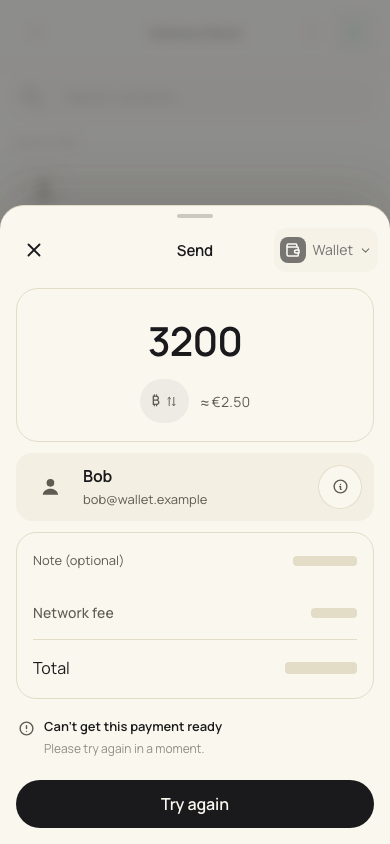 Send
Wallet
3200
₿ ≈ €2.50
Bob
bob@wallet.example
Note (optional)
Network fee
Total
Can't get this payment ready
Please try again in a moment.
Try again